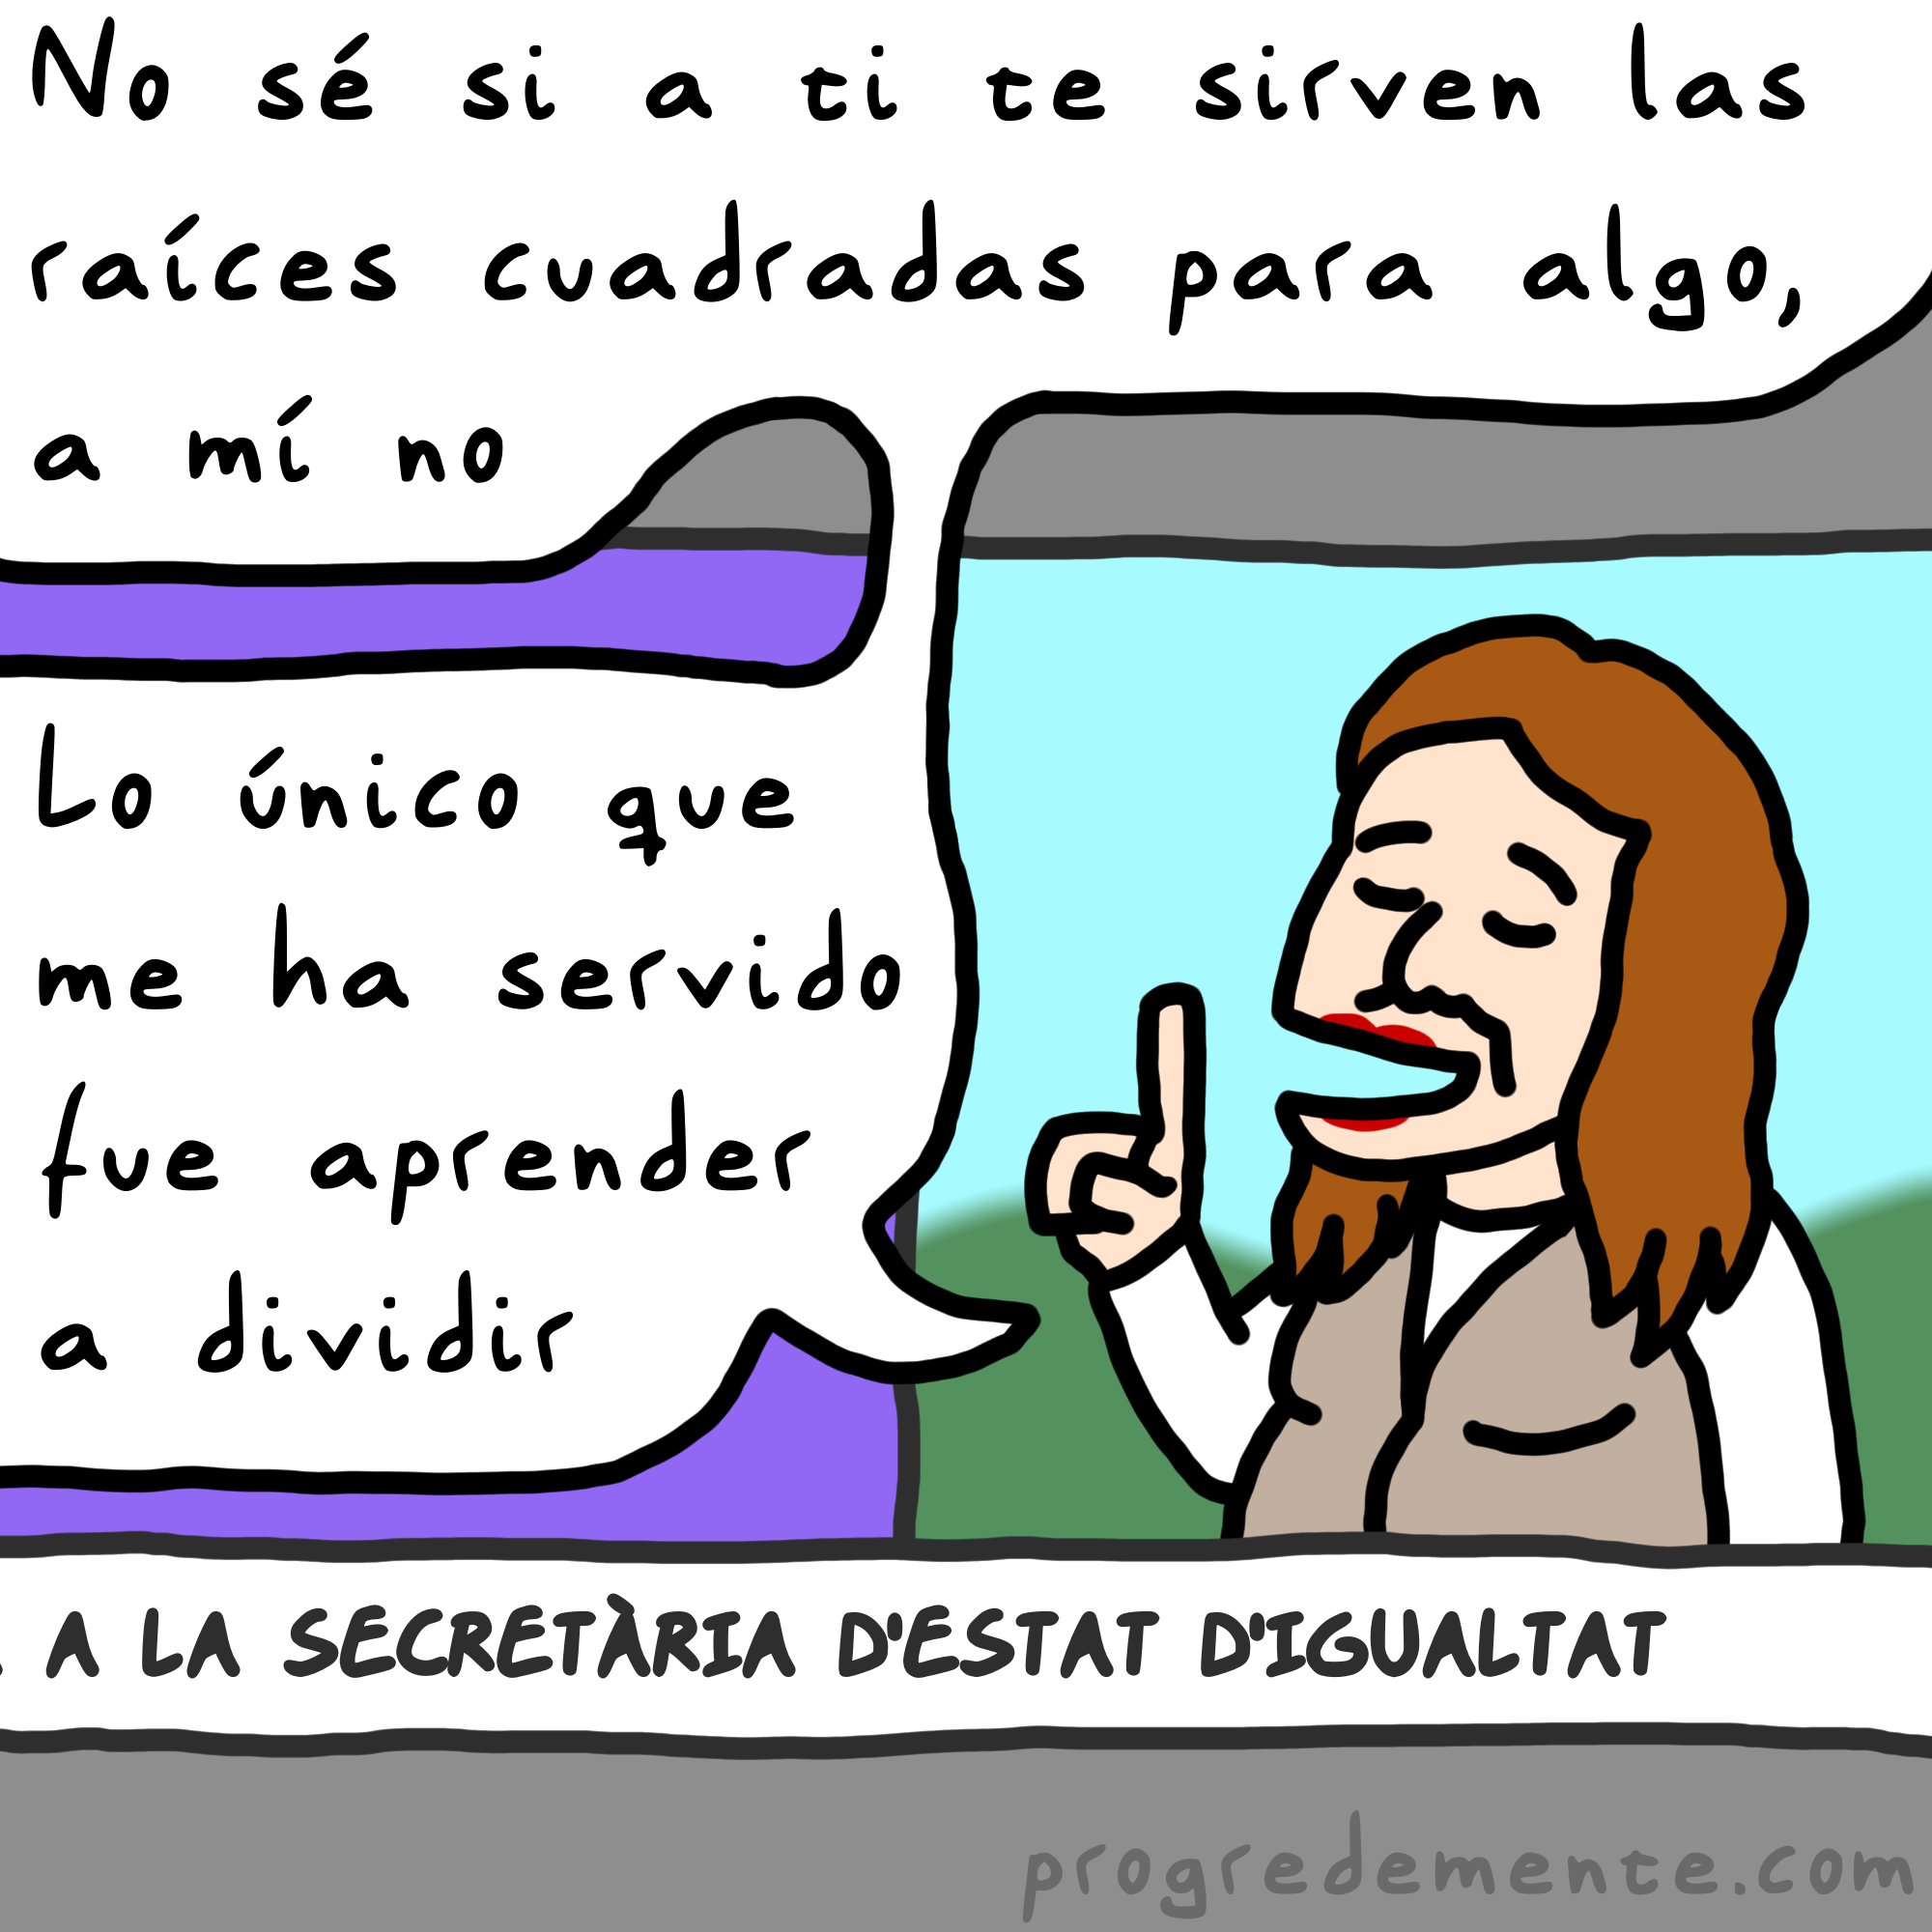 No sé si a ti te sirven las
raíces cuadradas para algo,
a mí no
Lo único que
me ha servido
fue aprender
a dividir
A LA SECRETÀRIA D'ESTAT D'IGUALTAT
progredemente.com